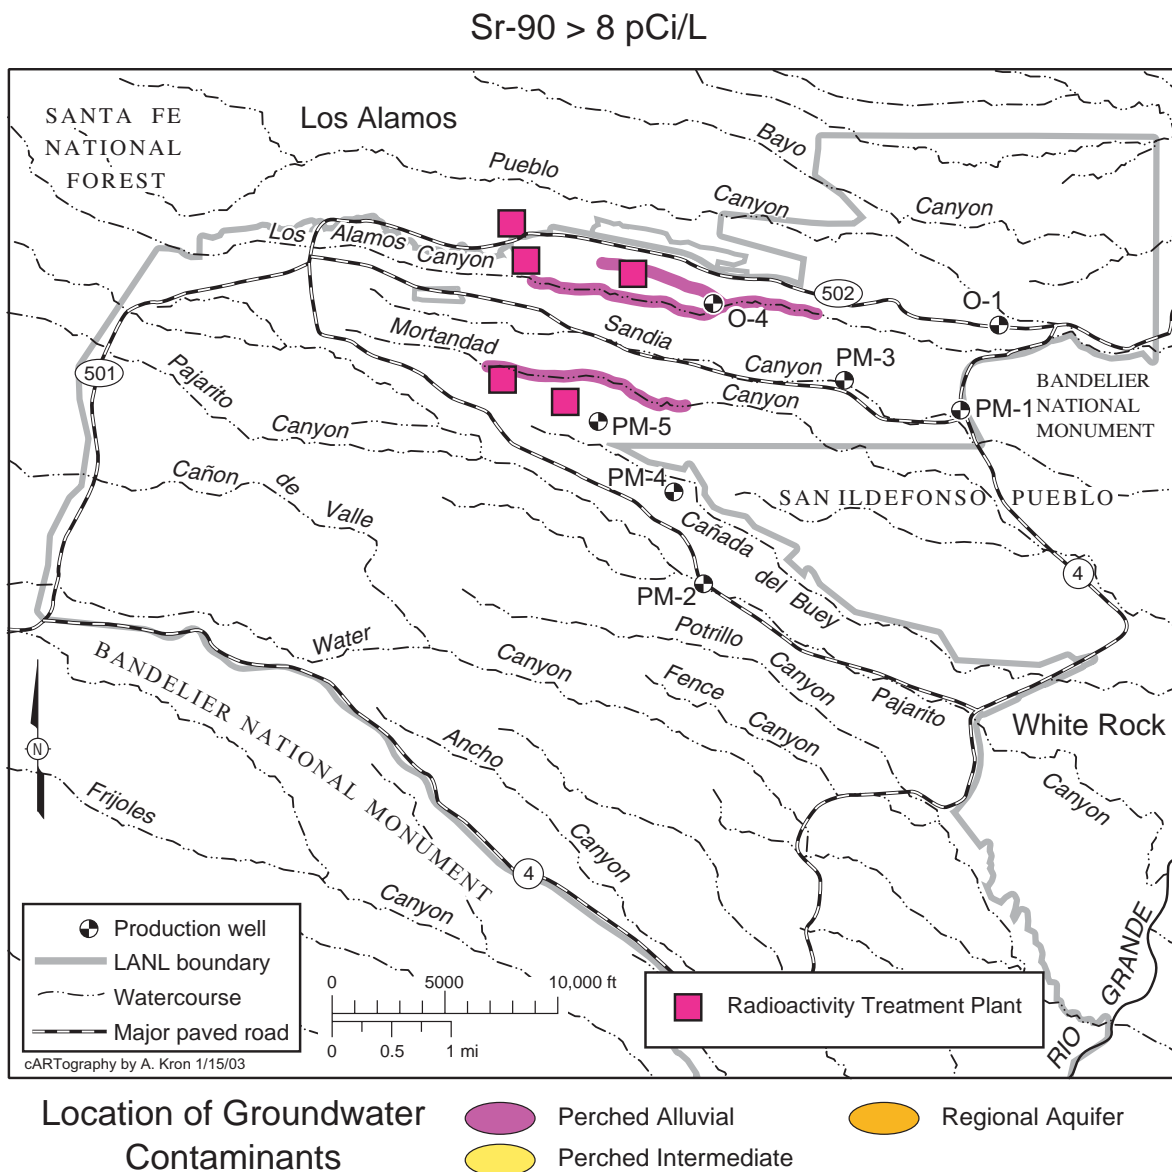 Sr-90 > 8 pCi/L
SANTA FE
NATIONAL
FOREST
Los Alamos
Bayo
Canyon
Pueblo
Canyon
Los Alamos
Canyon
502
O-1
O-4
Sandia
Canyon
PM-3
Mortandad
Canyon
PM-1
BANDELIER
NATIONAL
MONUMENT
501
Pajarito
Canyon
PM-5
Cañon
de
Valle
PM-4
SAN ILDEFONSO PUEBLO
Cañada
del Buey
4
PM-2
Water
Canyon
Potrillo
Canyon
Fence
Canyon
Pajarito
White Rock
Canyon
BANDELIER NATIONAL MONUMENT
N
Ancho
Canyon
Frijoles
Canyon
4
RIO GRANDE
Production well
LANL boundary
Watercourse
Major paved road
cARTography by A. Kron 1/15/03
0 5000 10,000 ft
0 0.5 1 mi
Radioactivity Treatment Plant
Location of Groundwater
Contaminants
Perched Alluvial
Perched Intermediate
Regional Aquifer